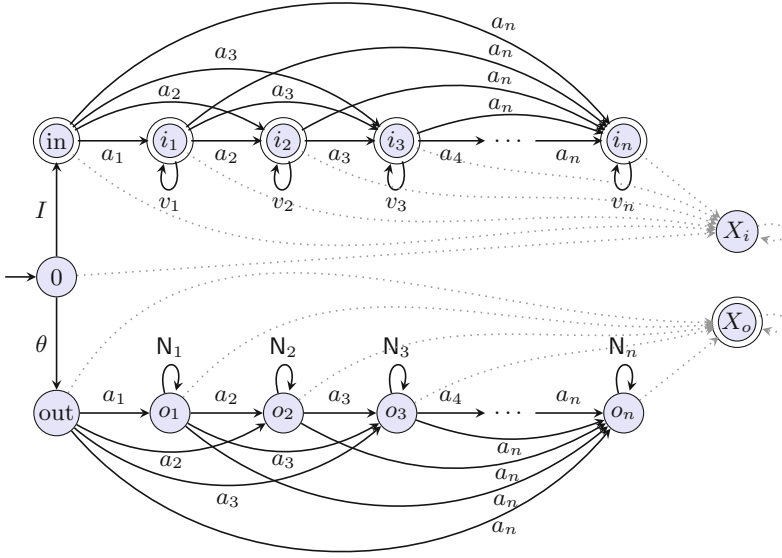 a_n
a_3
a_n
a_2 a_3 a_n
a_n
in i_1 i_2 i_3 ⋯ i_n
a_1 a_2 a_3 a_4 a_n
v_1 v_2 v_3 v_n
I
X_i
0
X_o
θ
N_1 N_2 N_3 N_n
a_1 a_2 a_3 a_4 a_n
out o_1 o_2 o_3 ⋯ o_n
a_n
a_2 a_3
a_n
a_3 a_n
a_n